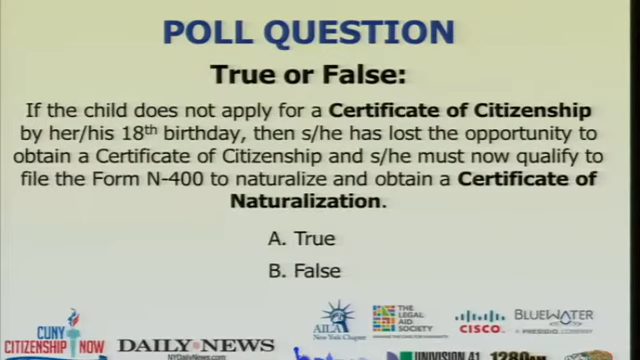 POLL QUESTION
True or False:
If the child does not apply for a Certificate of Citizenship
by her/his 18th birthday, then s/he has lost the opportunity to
obtain a Certificate of Citizenship and s/he must now qualify to
file the Form N-400 to naturalize and obtain a Certificate of
Naturalization.
A. True
B. False
CUNY
CITIZENSHIP NOW
DAILY NEWS
NYDailyNews.com
AILA
New York Chapter
THE
LEGAL
AID
SOCIETY
CISCO
BLUEWATER
A PRESIDIO COMPANY
UNIVISION 41
1280